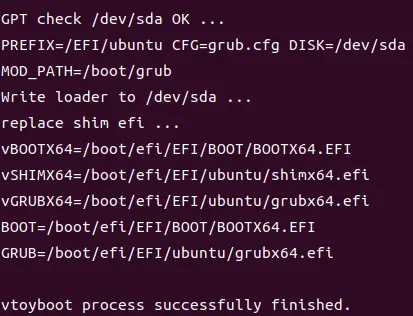 GPT check /dev/sda OK ...
PREFIX=/EFI/ubuntu CFG=grub.cfg DISK=/dev/sda
MOD_PATH=/boot/grub
Write loader to /dev/sda ...
replace shim efi ...
vBOOTX64=/boot/efi/EFI/BOOT/BOOTX64.EFI
vSHIMX64=/boot/efi/EFI/ubuntu/shimx64.efi
vGRUBX64=/boot/efi/EFI/ubuntu/grubx64.efi
BOOT=/boot/efi/EFI/BOOT/BOOTX64.EFI
GRUB=/boot/efi/EFI/ubuntu/grubx64.efi
vtoyboot process successfully finished.